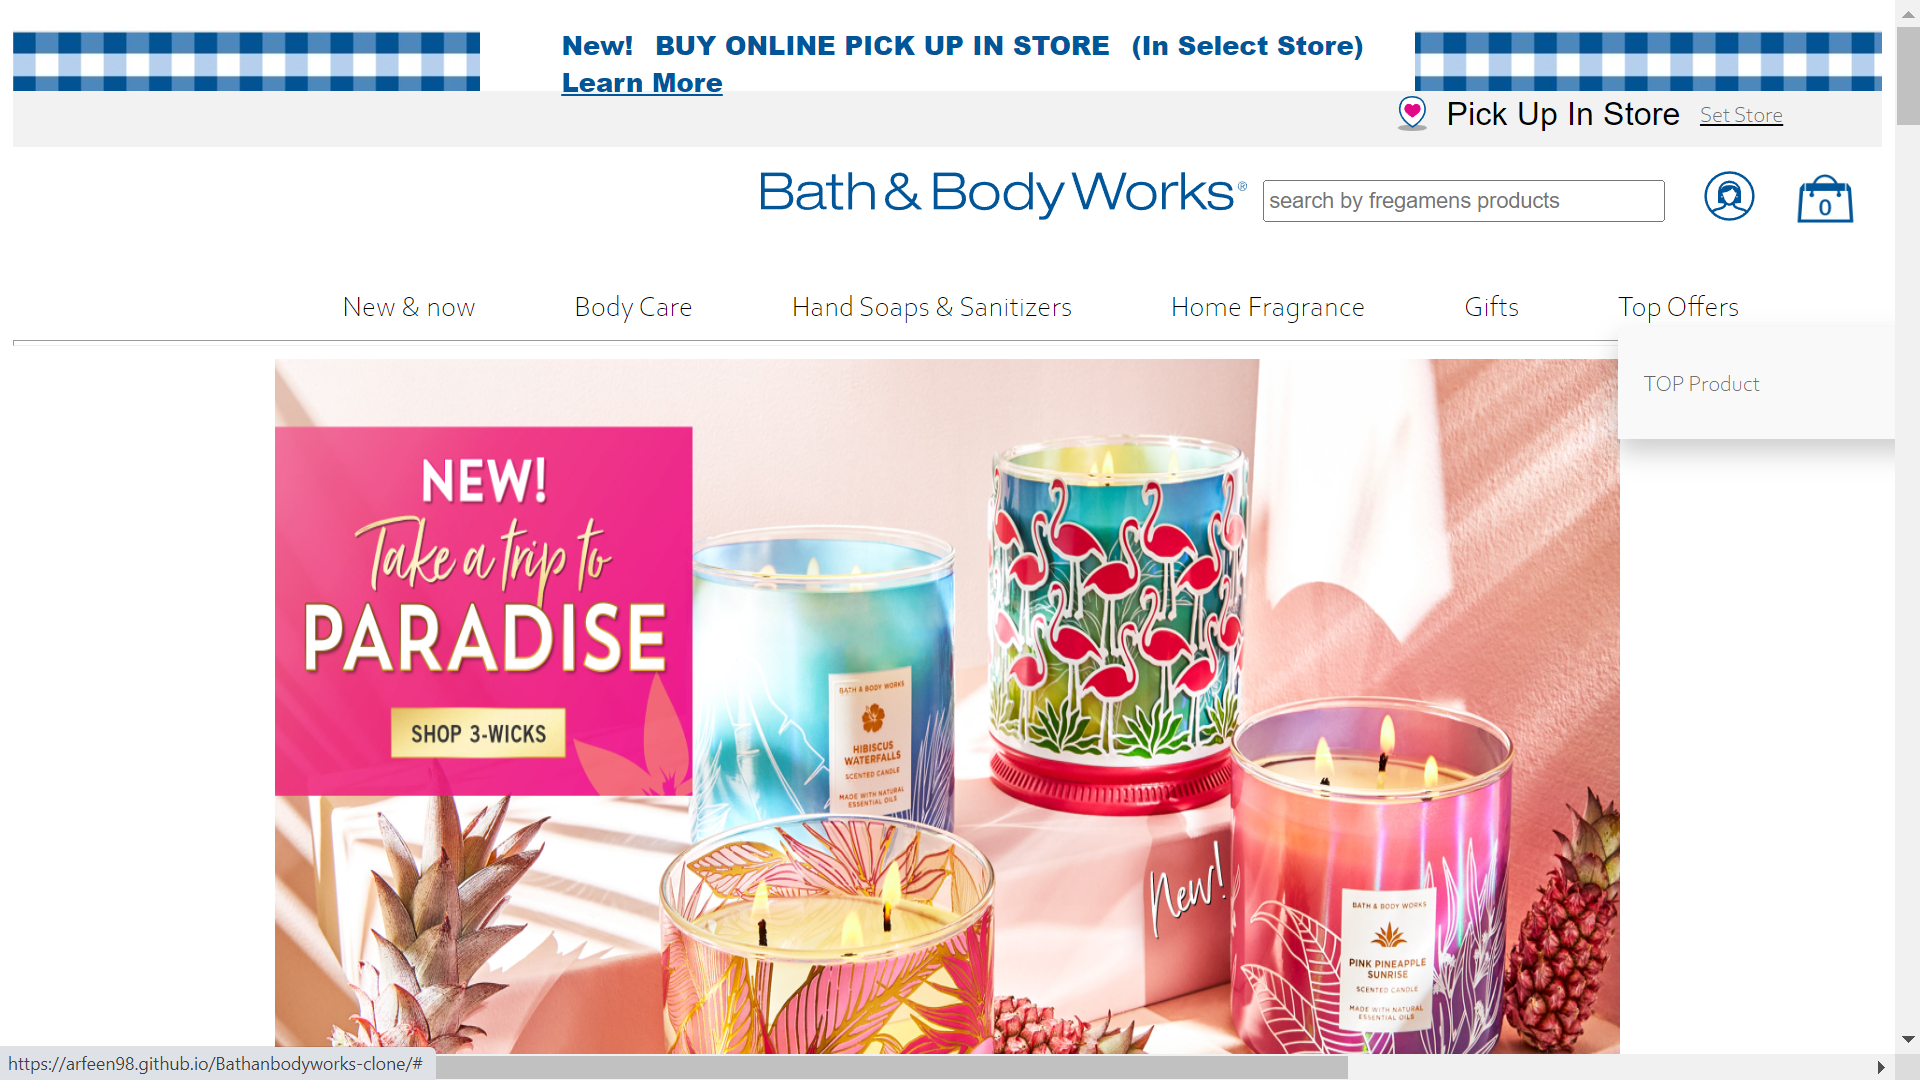 New! BUY ONLINE PICK UP IN STORE (In Select Store)
Learn More
Pick Up In Store Set Store
Bath & Body Works®
search by fregamens products
0
New & now Body Care Hand Soaps & Sanitizers Home Fragrance Gifts Top Offers
TOP Product
NEW!
Take a trip to
PARADISE
SHOP 3-WICKS
BATH & BODY WORKS
HIBISCUS
WATERFALLS
SCENTED CANDLE
MADE WITH NATURAL
ESSENTIAL OILS
New!
BATH & BODY WORKS
PINK PINEAPPLE
SUNRISE
SCENTED CANDLE
MADE WITH NATURAL
ESSENTIAL OILS
https://arfeen98.github.io/Bathanbodyworks-clone/#